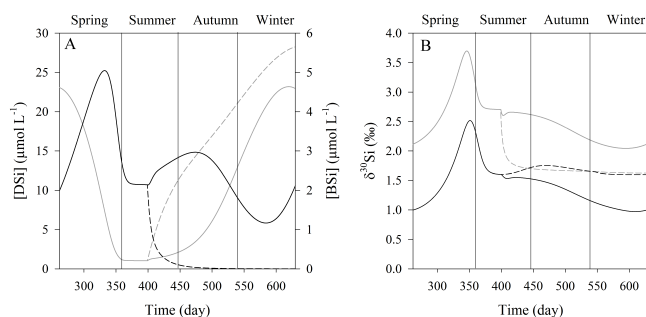 Spring Summer Autumn Winter
A
[DSi] (μmol L⁻¹)
30
25
20
15
10
5
0
[BSi] (μmol L⁻¹)
6
5
4
3
2
1
0
300 350 400 450 500 550 600
Time (day)
Spring Summer Autumn Winter
B
δ³⁰Si (‰)
4.0
3.5
3.0
2.5
2.0
1.5
1.0
0.5
0.0
300 350 400 450 500 550 600
Time (day)